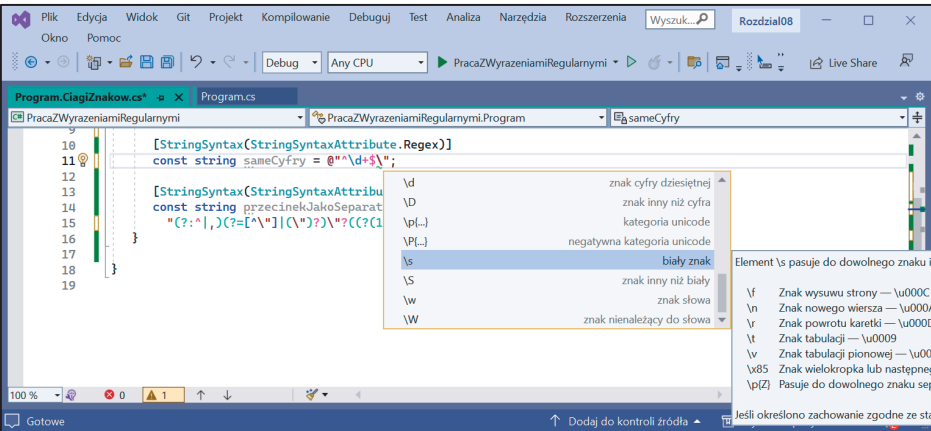 Plik Edycja Widok Git Projekt Kompilowanie Debuguj Test Analiza Narzędzia Rozszerzenia Wyszuk... Rozdzial08
Okno Pomoc
Debug Any CPU PracaZWyrazeniamiRegularnymi Live Share
Program.CiagiZnakow.cs* Program.cs
PracaZWyrazeniamiRegularnymi PracaZWyrazeniamiRegularnymi.Program sameCyfry
9
10 [StringSyntax(StringSyntaxAttribute.Regex)]
11 const string sameCyfry = @"^\d+$\";
12
13 [StringSyntax(StringSyntaxAttribu
14 const string przecinekJakoSeparat
15 "(?:^|,)(?=[^\"]|(\")?)\"?((?(1
16 }
17
18 }
19
\d znak cyfry dziesiętnej
\D znak inny niż cyfra
\p{...} kategoria unicode
\P{...} negatywna kategoria unicode
\s biały znak
\S znak inny niż biały
\w znak słowa
\W znak nienależący do słowa
Element \s pasuje do dowolnego znaku i
\f Znak wysuwu strony — \u000C
\n Znak nowego wiersza — \u000A
\r Znak powrotu karetki — \u000D
\t Znak tabulacji — \u0009
\v Znak tabulacji pionowej — \u00
\x85 Znak wielokropka lub następneg
\p{Z} Pasuje do dowolnego znaku sep
Jeśli określono zachowanie zgodne ze sta
100 % 0 1
Gotowe Dodaj do kontroli źródła